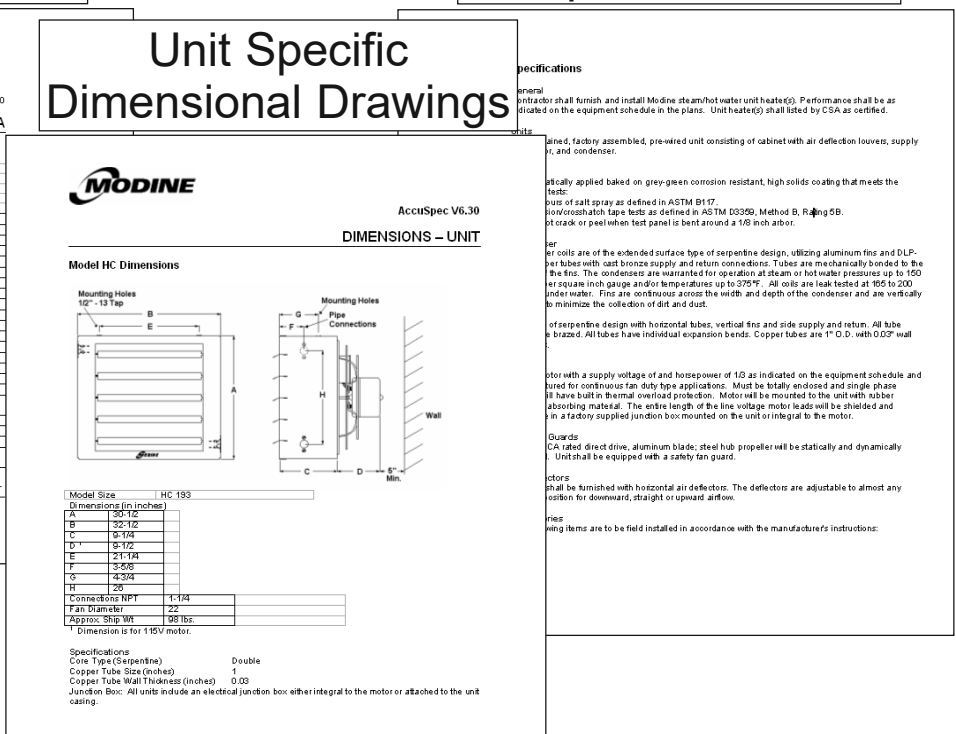 Unit Specific
Dimensional Drawings
MODINE
AccuSpec V6.30
DIMENSIONS – UNIT
Model HC Dimensions
Mounting Holes
1/2" - 13 Tap
B
E
A
G
F
Mounting Holes
Pipe
Connections
H
Wall
C
D
5"
Min.
Model Size HC 193
Dimensions (in inches)
A 30-1/2
B 32-1/2
C 9-1/4
D ¹ 9-1/2
E 21-1/4
F 3-5/8
G 4-3/4
H 26
Connections NPT 1-1/4
Fan Diameter 22
Approx. Ship Wt 98 lbs.
¹ Dimension is for 115V motor.
Specifications
Core Type (Serpentine) Double
Copper Tube Size (inches) 1
Copper Tube Wall Thickness (inches) 0.03
Junction Box: All units include an electrical junction box either integral to the motor or attached to the unit
casing.
pecifications
eneral
ontractor shall furnish and install Modine steam/hot water unit heater(s). Performance shall be as
dicated on the equipment schedule in the plans. Unit heater(s) shall listed by CSA as certified.
nits
ained, factory assembled, pre-wired unit consisting of cabinet with air deflection louvers, supply
or, and condenser.
atically applied baked on grey-green corrosion resistant, high solids coating that meets the
tests:
ours of salt spray as defined in ASTM B117.
sion/crosshatch tape tests as defined in ASTM D3359, Method B, Rating 5B.
ot crack or peel when test panel is bent around a 1/8 inch arbor.
ser
er coils are of the extended surface type of serpentine design, utilizing aluminum fins and DLP-
per tubes with cast bronze supply and return connections. Tubes are mechanically bonded to the
f the fins. The condensers are warranted for operation at steam or hot water pressures up to 150
er square inch gauge and/or temperatures up to 375°F. All coils are leak tested at 165 to 200
under water. Fins are continuous across the width and depth of the condenser and are vertically
to minimize the collection of dirt and dust.
of serpentine design with horizontal tubes, vertical fins and side supply and return. All tube
e brazed. All tubes have individual expansion bends. Copper tubes are 1" O.D. with 0.03" wall
otor with a supply voltage of and horsepower of 1/3 as indicated on the equipment schedule and
tured for continuous fan duty type applications. Must be totally enclosed and single phase
ill have built in thermal overload protection. Motor will be mounted to the unit with rubber
absorbing material. The entire length of the line voltage motor leads will be shielded and
e in a factory supplied junction box mounted on the unit or integral to the motor.
Guards
CA rated direct drive, aluminum blade; steel hub propeller will be statically and dynamically
. Unit shall be equipped with a safety fan guard.
ectors
shall be furnished with horizontal air deflectors. The deflectors are adjustable to almost any
osition for downward, straight or upward airflow.
ries
wing items are to be field installed in accordance with the manufacturer's instructions: